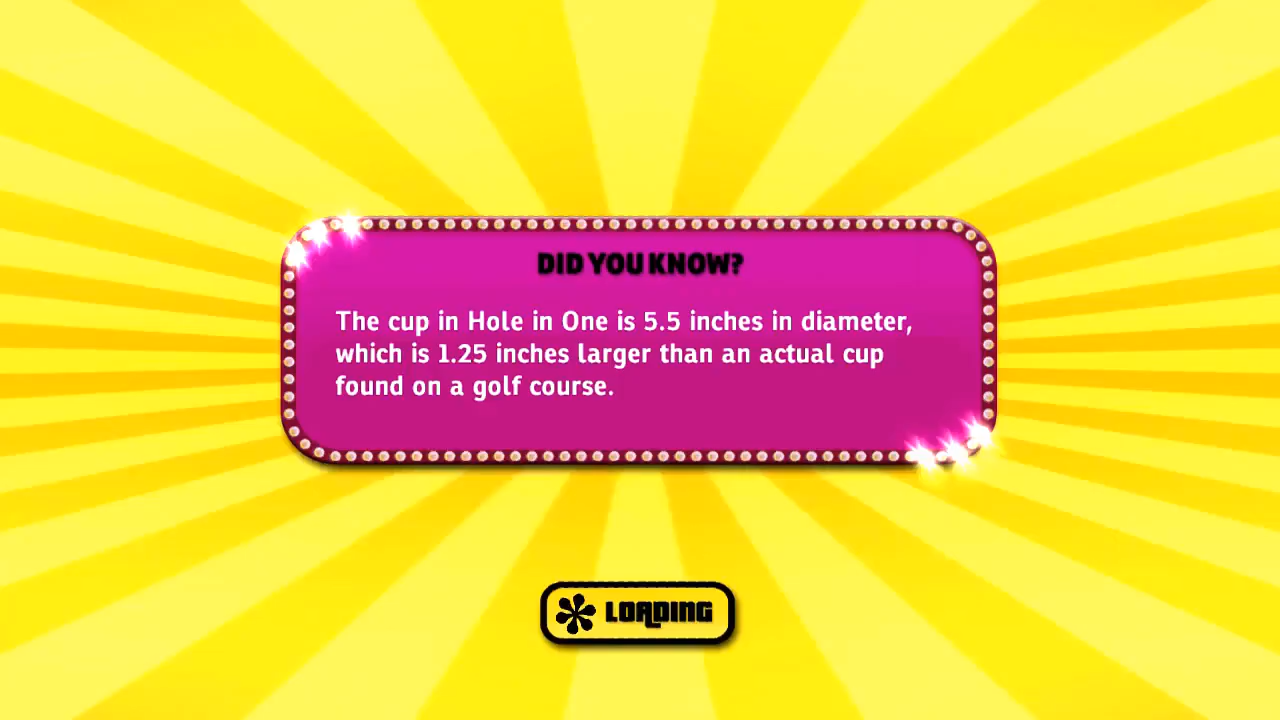 DID YOU KNOW?
The cup in Hole in One is 5.5 inches in diameter,
which is 1.25 inches larger than an actual cup
found on a golf course.
LOADING